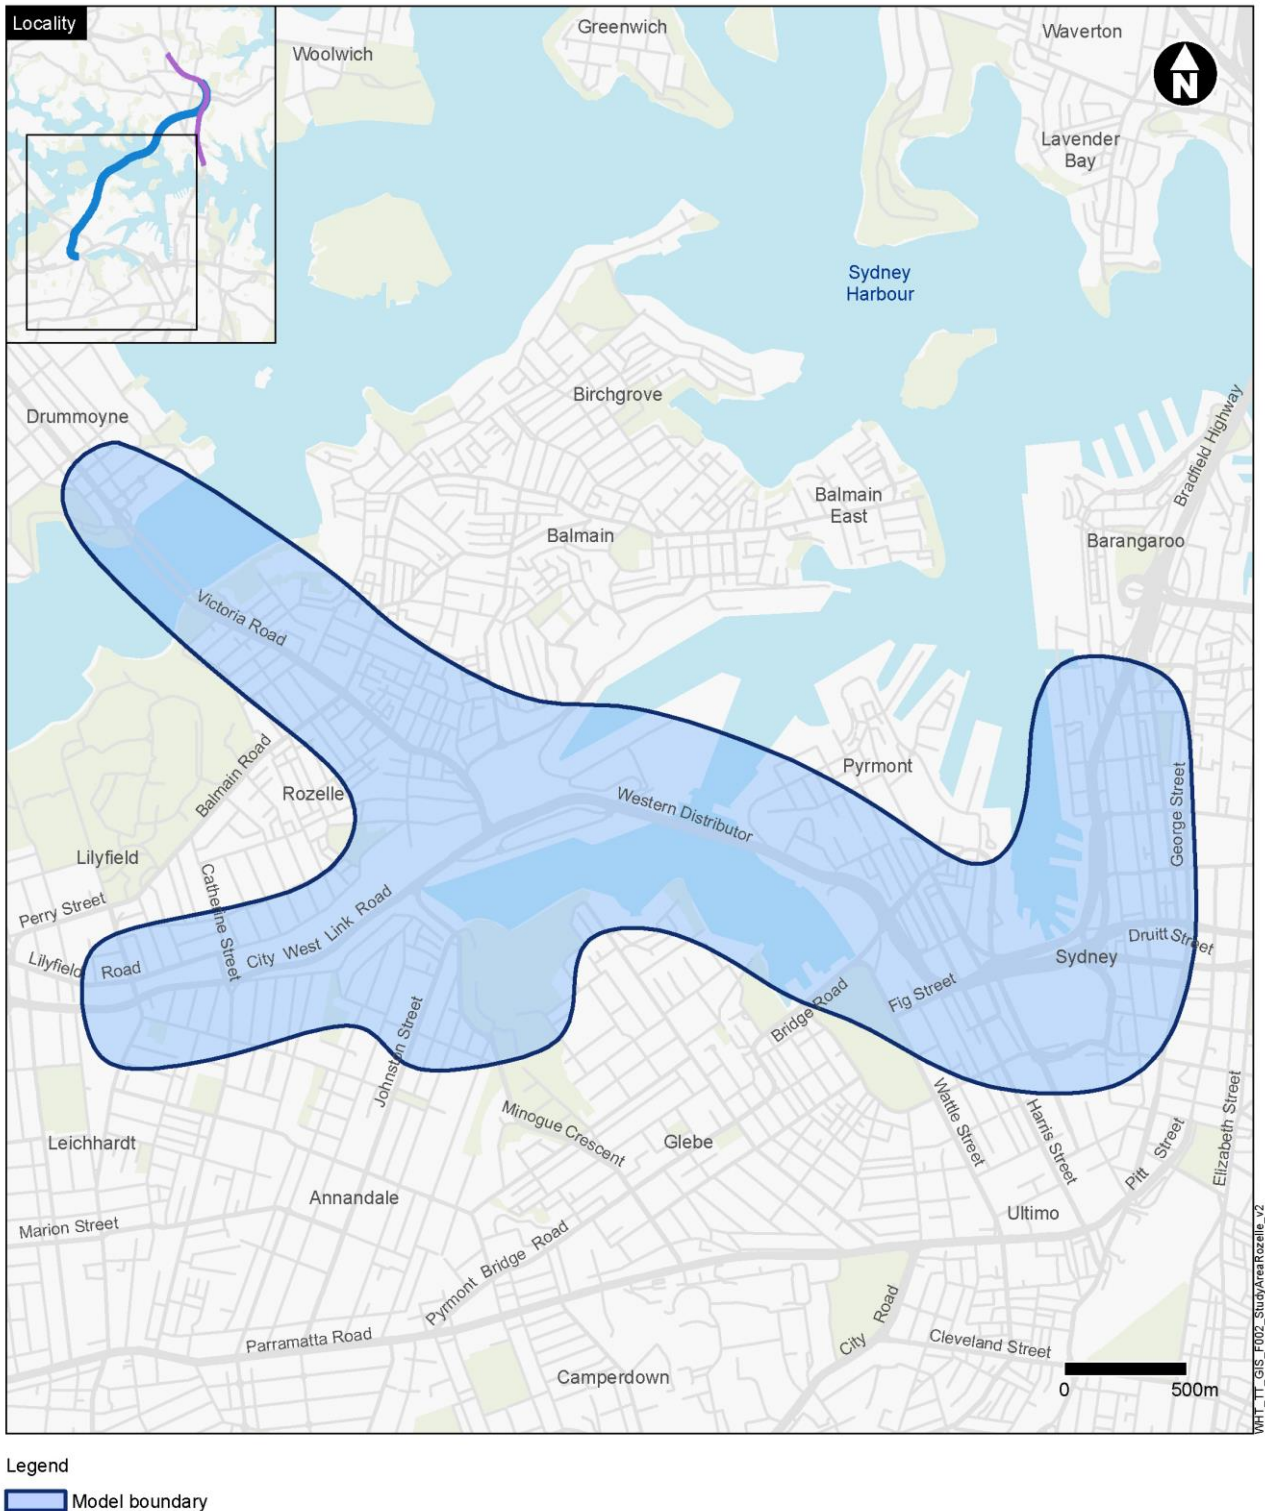 Locality
Woolwich
Greenwich
Waverton
N
Lavender
Bay
Sydney
Harbour
Birchgrove
Drummoyne
Bradfield Highway
Balmain
East
Balmain
Barangaroo
Victoria Road
Balmain Road
Rozelle
Pyrmont
Western Distributor
George Street
Lilyfield
Perry Street
Catherine Street
City West Link Road
Lilyfield Road
Druitt Street
Sydney
Fig Street
Bridge Road
Johnston Street
Minogue Crescent
Glebe
Wattle Street
Harris Street
Pitt Street
Elizabeth Street
Leichhardt
Annandale
Ultimo
Marion Street
Pyrmont Bridge Road
Parramatta Road
City Road
Cleveland Street
Camperdown
0 500m
WHT_TT_GIS_F002_StudyAreaRozelle_v2
Legend
Model boundary